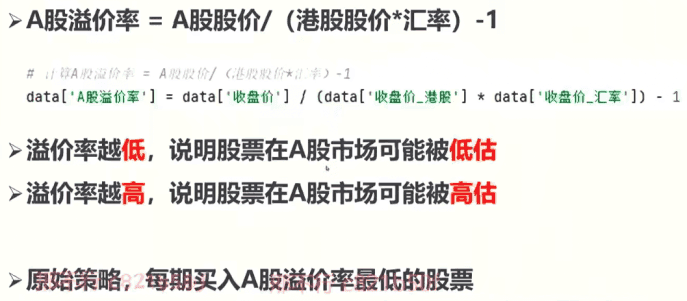 ➢A股溢价率 = A股股价/（港股股价*汇率）-1
# 计算A股溢价率 = A股股价/（港股股价*汇率）-1
data['A股溢价率'] = data['收盘价'] / (data['收盘价_港股'] * data['收盘价_汇率']) - 1
➢溢价率越低，说明股票在A股市场可能被低估
➢溢价率越高，说明股票在A股市场可能被高估
➢原始策略，每期买入A股溢价率最低的股票